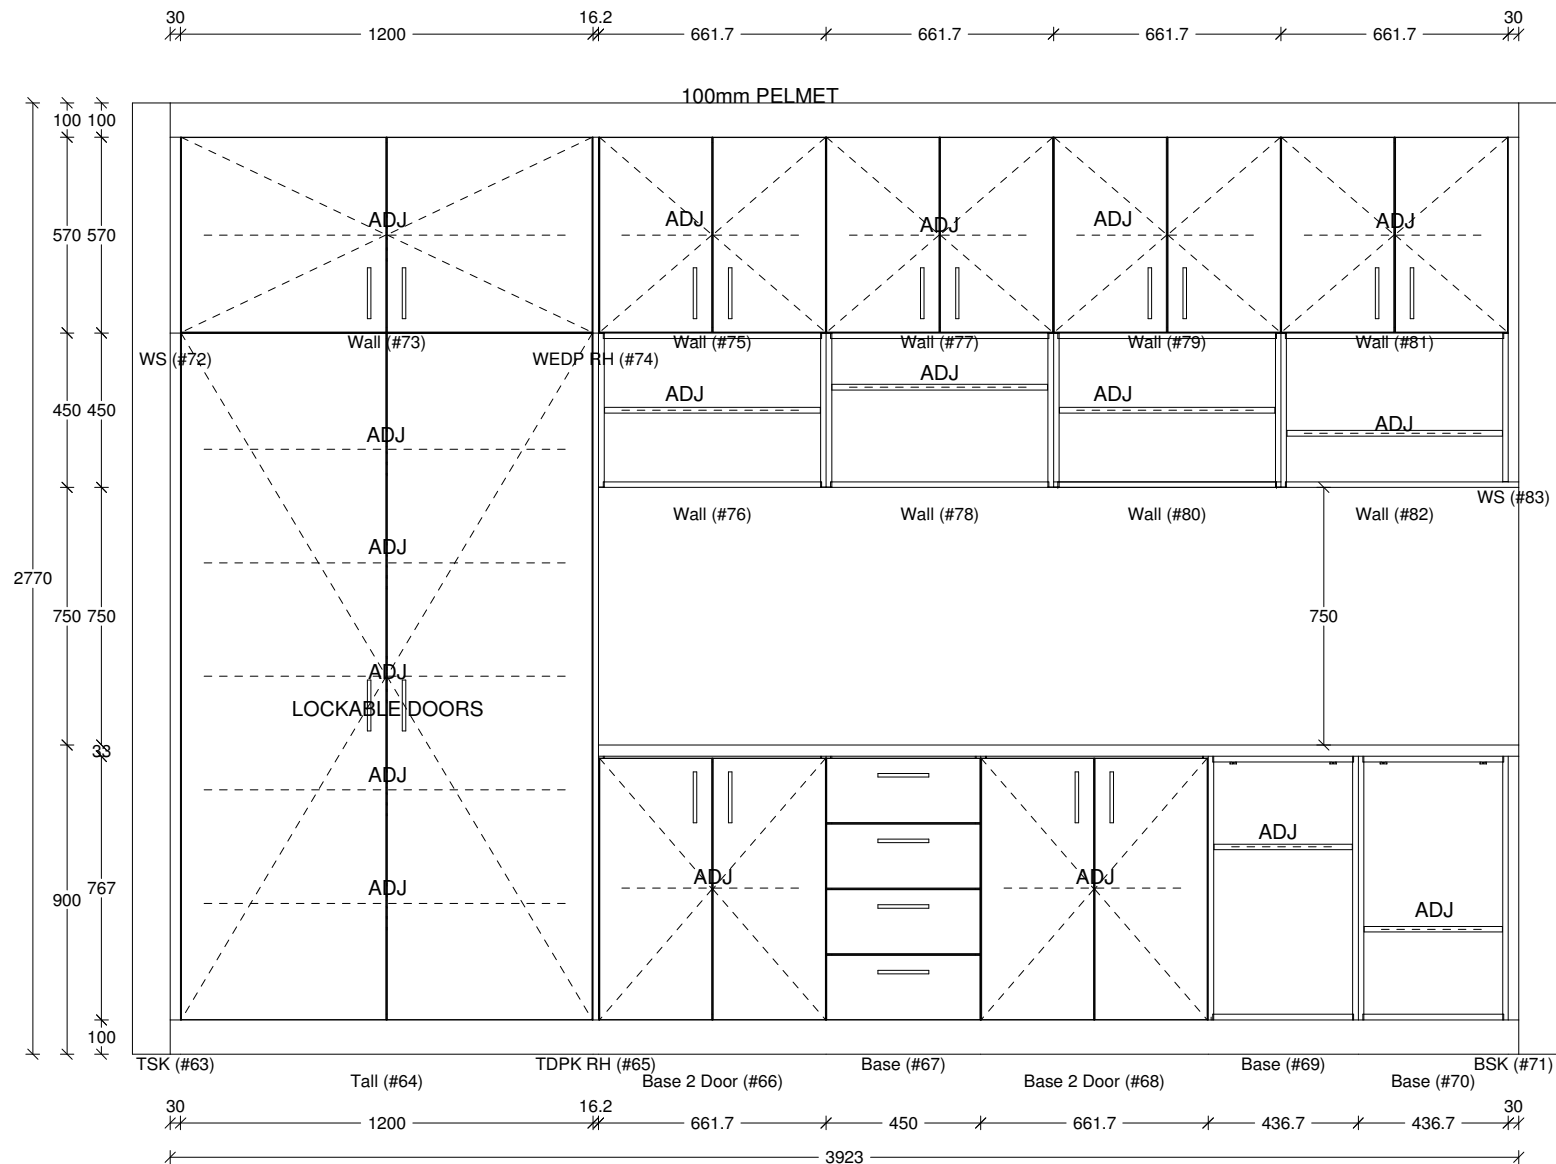 30 16.2 30
1200 661.7 661.7 661.7 661.7
100mm PELMET
100 100
ADJ ADJ ADJ ADJ ADJ
570 570
Wall (#73) Wall (#75) Wall (#77) Wall (#79) Wall (#81)
WS (#72) WEDP RH (#74)
ADJ ADJ ADJ ADJ
450 450
ADJ
WS (#83)
Wall (#76) Wall (#78) Wall (#80) Wall (#82)
ADJ
2770
750 750 750
ADJ
LOCKABLE DOORS
33
ADJ
ADJ
ADJ ADJ ADJ
767
900
ADJ
100
TSK (#63) TDPK RH (#65) Base (#67) Base (#69) BSK (#71)
Tall (#64) Base 2 Door (#66) Base 2 Door (#68) Base (#70)
30 16.2 30
1200 661.7 450 661.7 436.7 436.7
3923